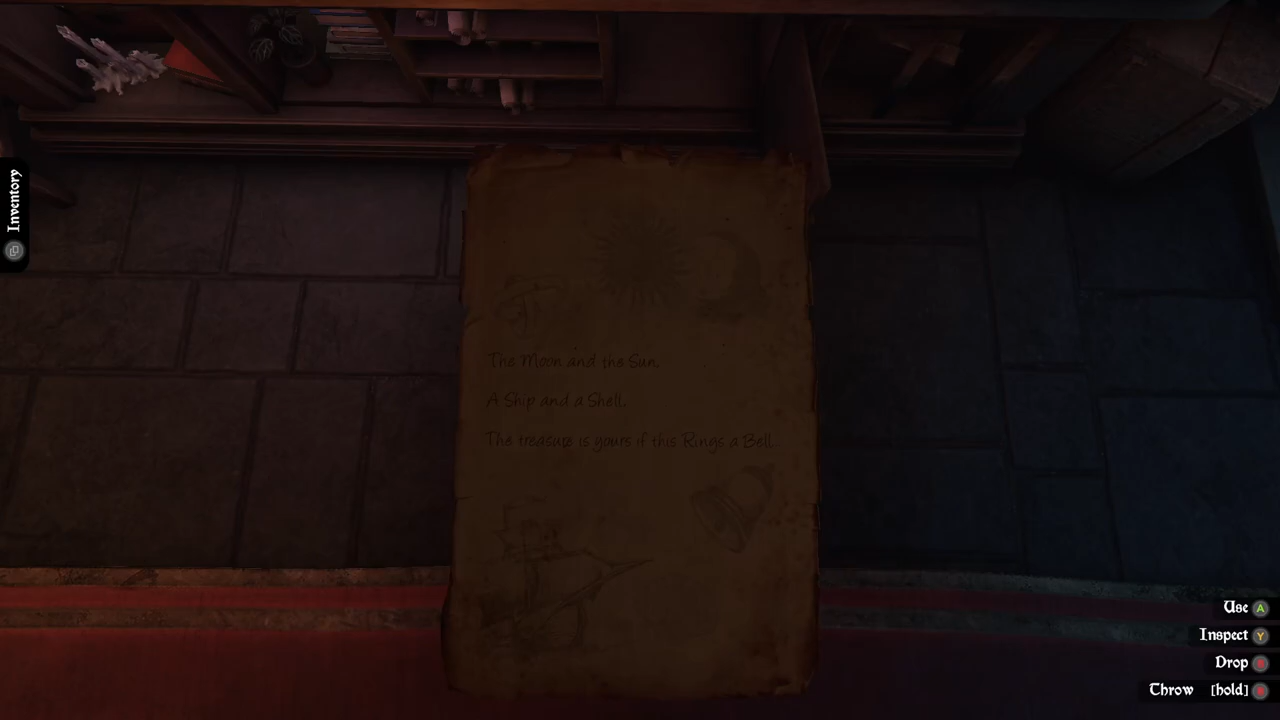 Inventory
The Moon and the Sun.
A Ship and a Shell.
The treasure is yours if this Rings a Bell...
Use A
Inspect Y
Drop B
Throw [hold] B